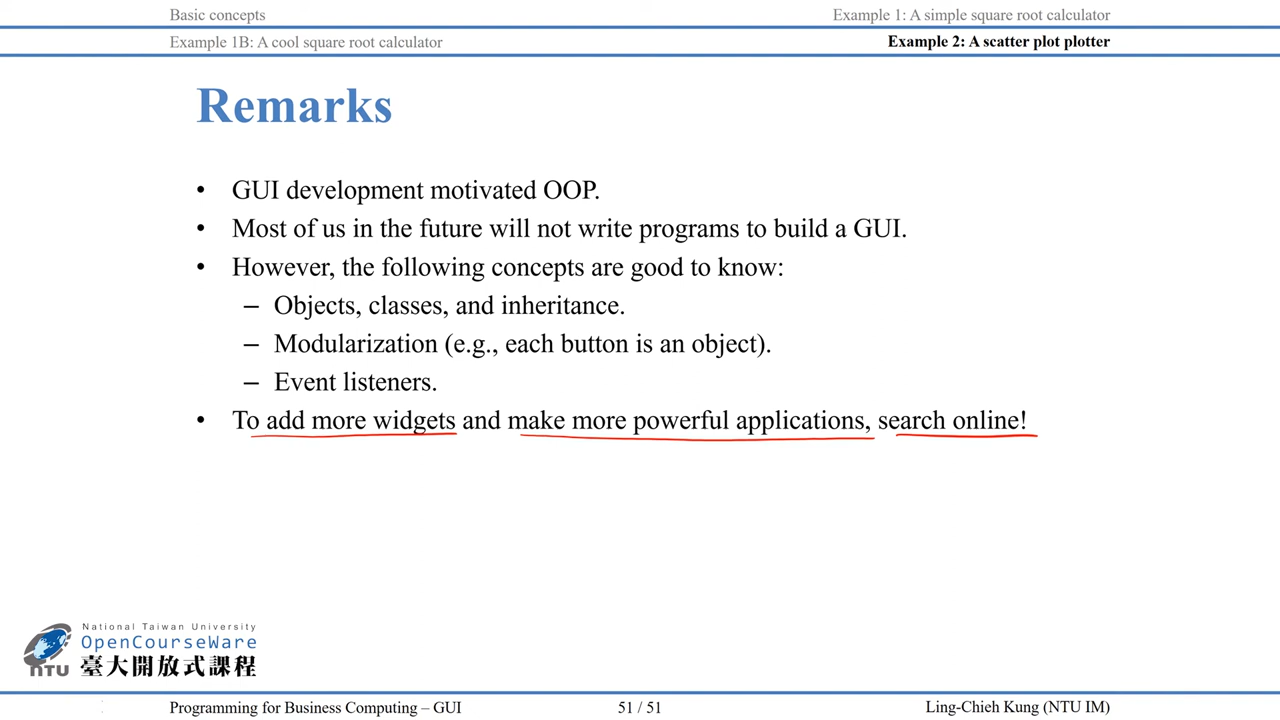 Basic concepts
Example 1: A simple square root calculator
Example 1B: A cool square root calculator
Example 2: A scatter plot plotter
Remarks
• GUI development motivated OOP.
• Most of us in the future will not write programs to build a GUI.
• However, the following concepts are good to know:
– Objects, classes, and inheritance.
– Modularization (e.g., each button is an object).
– Event listeners.
• To add more widgets and make more powerful applications, search online!
National Taiwan University
OpenCourseWare
臺大開放式課程
NTU
Programming for Business Computing – GUI
51 / 51
Ling-Chieh Kung (NTU IM)